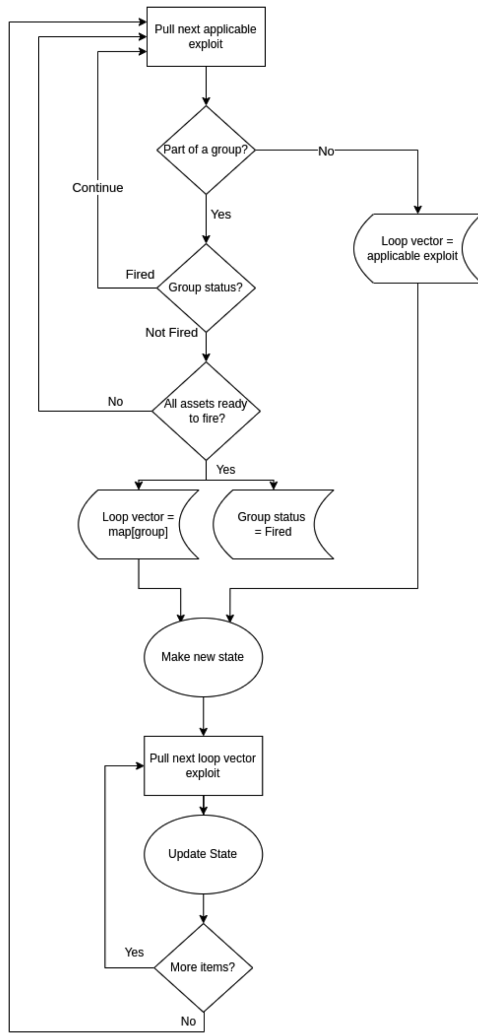 Pull next applicable
exploit
Part of a group?
No
Continue
Yes
Loop vector =
applicable exploit
Fired
Group status?
Not Fired
No
All assets ready
to fire?
Yes
Loop vector =
map[group]
Group status
= Fired
Make new state
Pull next loop vector
exploit
Update State
Yes
More items?
No